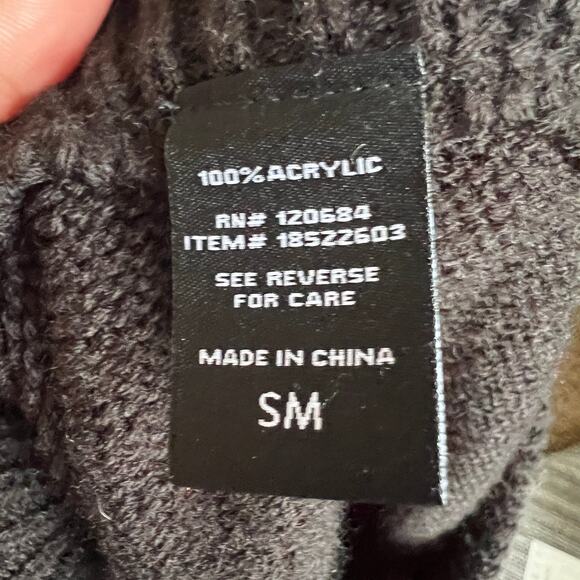 100% ACRYLIC
RN# 120684
ITEM# 18522603
SEE REVERSE
FOR CARE
MADE IN CHINA
SM